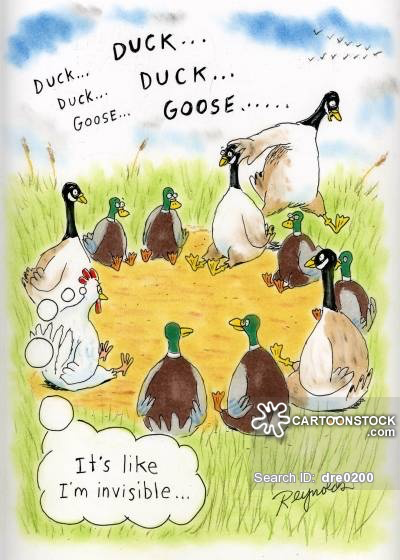 DUCK...
DUCK...
GOOSE...
DUCK...
DUCK...
GOOSE......
It's like
I'm invisible...
CARTOONSTOCK
.com
Search ID: dre0200
Reynolds